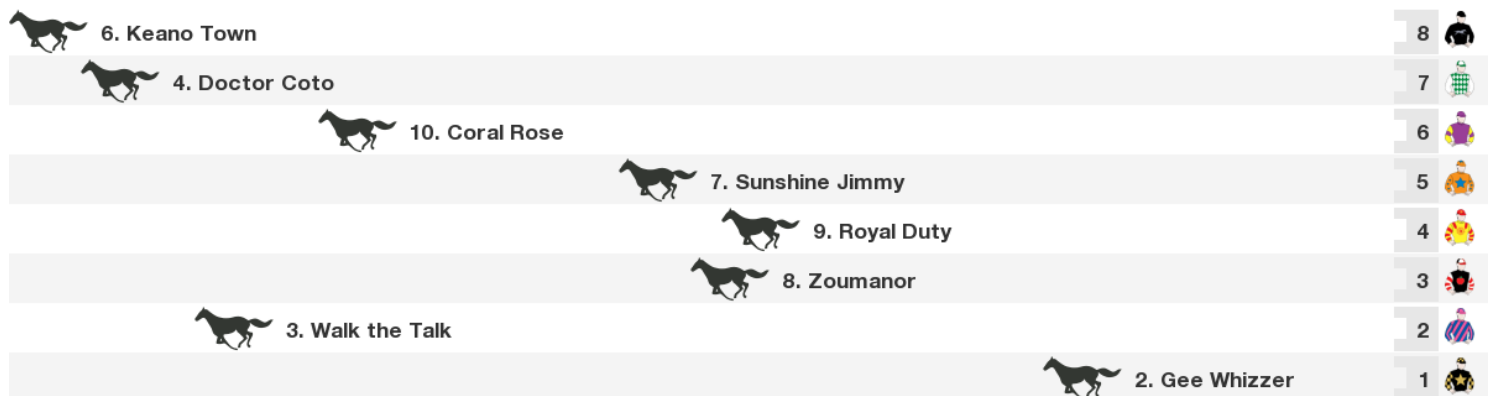 6. Keano Town 8
4. Doctor Coto 7
10. Coral Rose 6
7. Sunshine Jimmy 5
9. Royal Duty 4
8. Zoumanor 3
3. Walk the Talk 2
2. Gee Whizzer 1